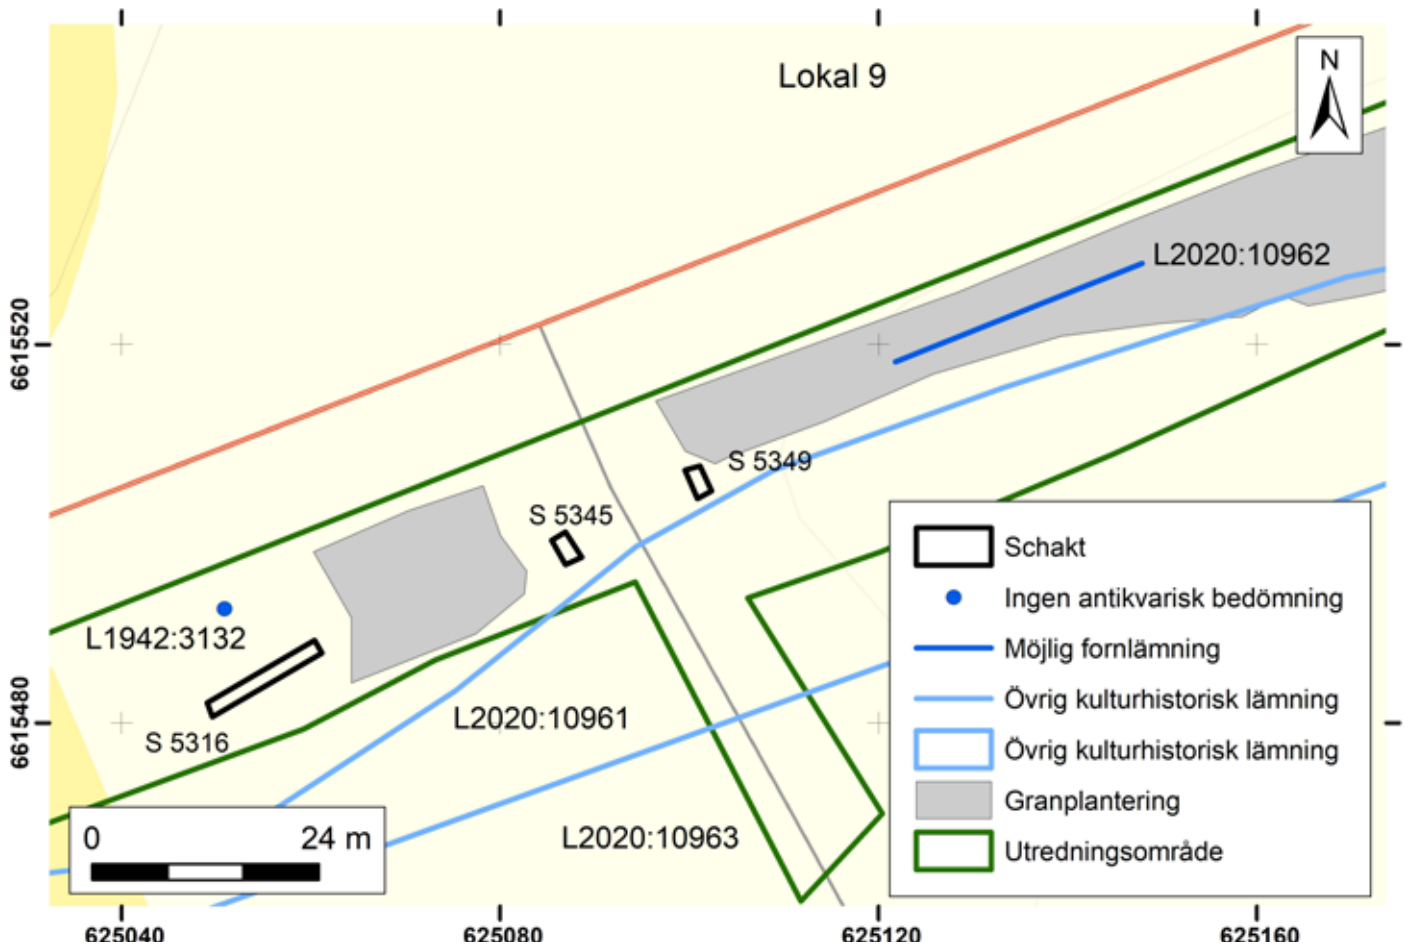 Lokal 9
N
L2020:10962
6615520
S 5349
S 5345
L1942:3132
S 5316
L2020:10961
6615480
L2020:10963
0 24 m
Schakt
Ingen antikvarisk bedömning
Möjlig fornlämning
Övrig kulturhistorisk lämning
Övrig kulturhistorisk lämning
Granplantering
Utredningsområde
625040 625080 625120 625160